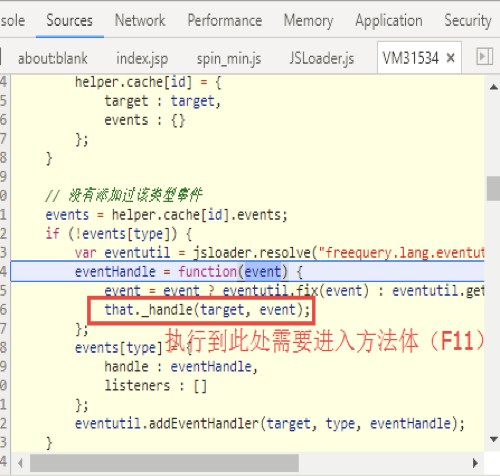 sole Sources Network Performance Memory Application Security
about:blank index.jsp spin_min.js JSLoader.js VM31534 ×
4 helper.cache[id] = {
5 target : target,
6 events : {}
7 };
8 }
9
0 // 没有添加过该类型事件
1 events = helper.cache[id].events;
2 if (!events[type]) {
3 var eventutil = jsloader.resolve("freequery.lang.eventu
4 eventHandle = function(event) {
5 event = event ? eventutil.fix(event) : eventutil.get
6 that._handle(target, event);
7 };
执行到此处需要进入方法体（F11）
8 events[type] = {
9 handle : eventHandle,
0 listeners : []
1 };
2 eventutil.addEventHandler(target, type, eventHandle);
3 }
4